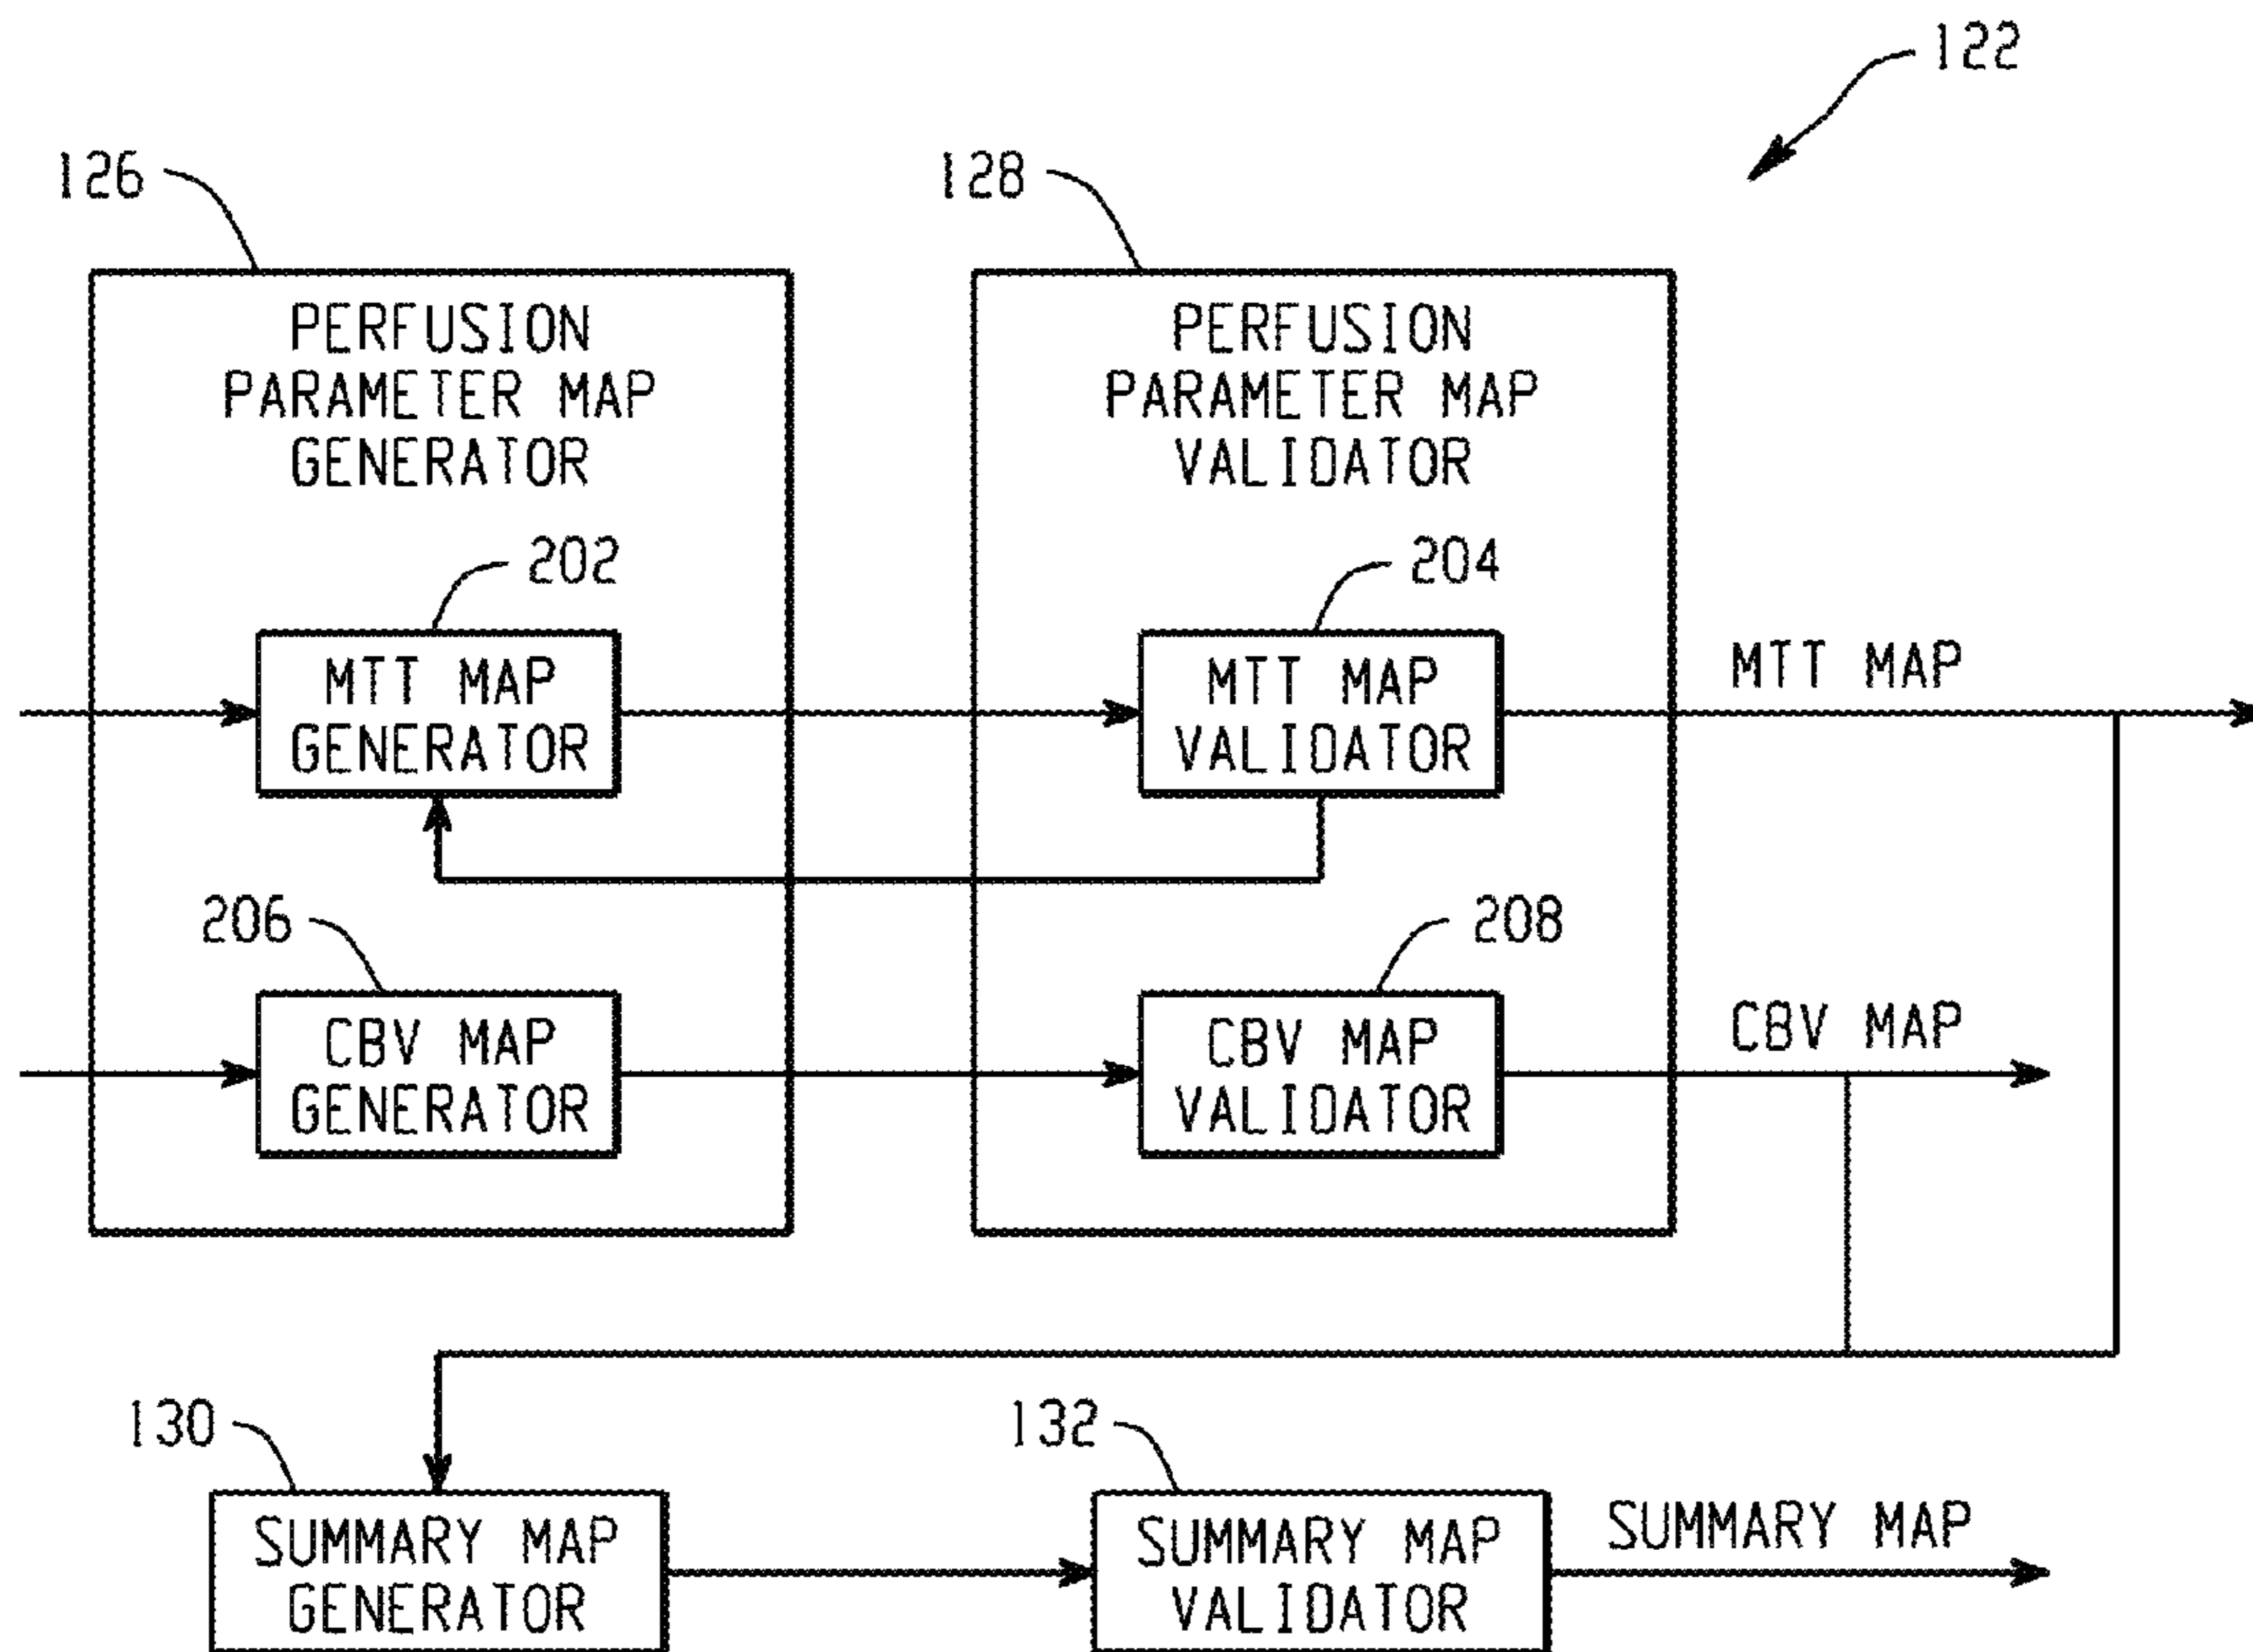 122
126
128
PERFUSION
PARAMETER MAP
GENERATOR
PERFUSION
PARAMETER MAP
VALIDATOR
202
204
MTT MAP
GENERATOR
MTT MAP
VALIDATOR
MTT MAP
206
208
CBV MAP
GENERATOR
CBV MAP
VALIDATOR
CBV MAP
130
132
SUMMARY MAP
GENERATOR
SUMMARY MAP
VALIDATOR
SUMMARY MAP